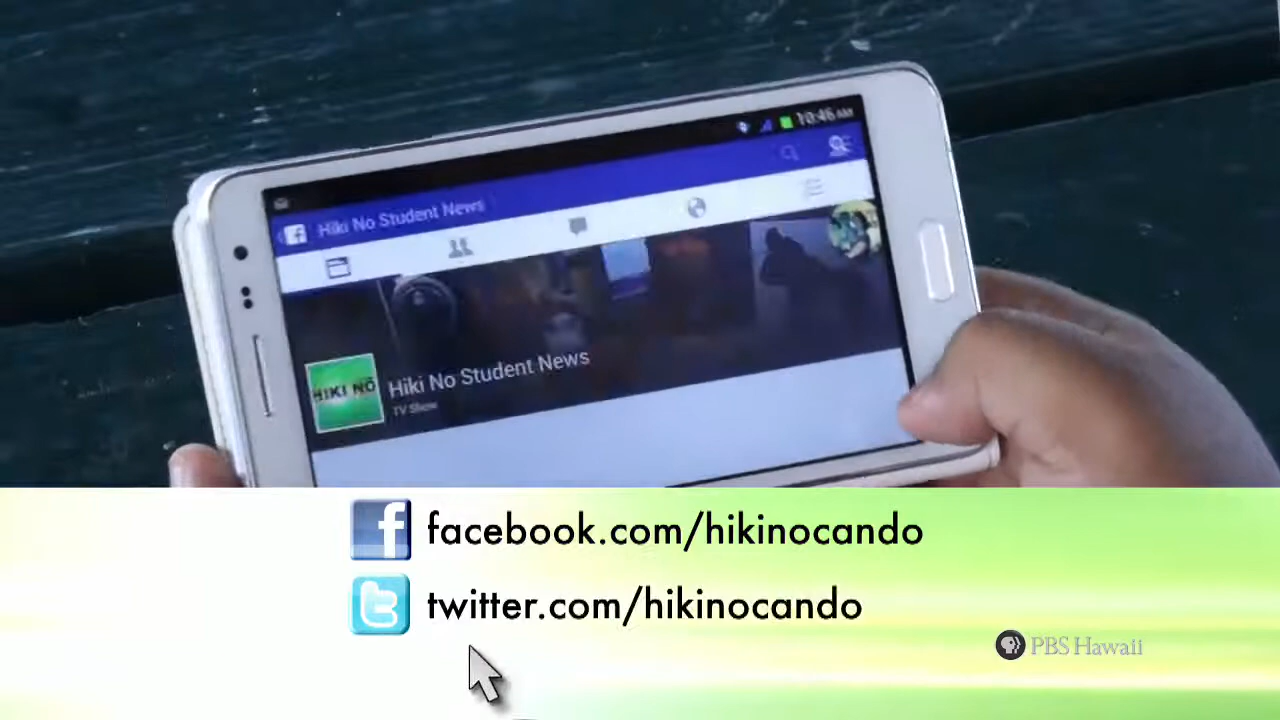 10:46 AM
Hiki No Student News
HIKI NŌ
Hiki No Student News
TV Show
facebook.com/hikinocando
twitter.com/hikinocando
PBS Hawaii